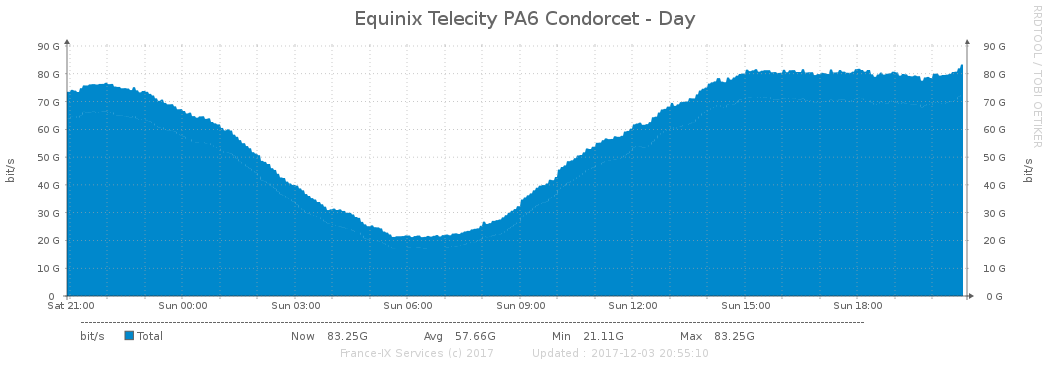 Equinix Telecity PA6 Condorcet - Day
RRDTOOL / TOBI OETIKER
90 G 90 G
80 G 80 G
70 G 70 G
60 G 60 G
50 G 50 G
40 G 40 G
30 G 30 G
20 G 20 G
10 G 10 G
0 0 G
bit/s
bit/s
Sat 21:00 Sun 00:00 Sun 03:00 Sun 06:00 Sun 09:00 Sun 12:00 Sun 15:00 Sun 18:00
bit/s Total Now 83.25G Avg 57.66G Min 21.11G Max 83.25G
France-IX Services (c) 2017 Updated : 2017-12-03 20:55:10